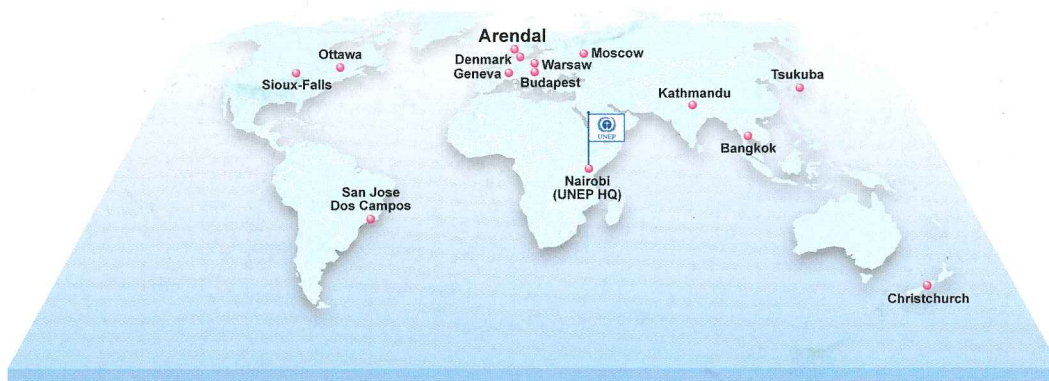 Arendal
Ottawa
Denmark
Moscow
Warsaw
Geneva
Sioux-Falls
Budapest
Tsukuba
Kathmandu
UNEP
Bangkok
Nairobi
(UNEP HQ)
San Jose
Dos Campos
Christchurch